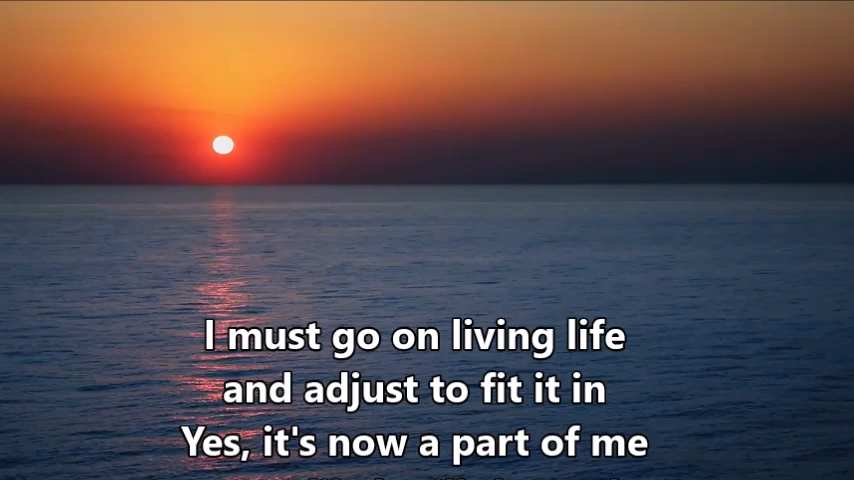 I must go on living life
and adjust to fit it in
Yes, it's now a part of me